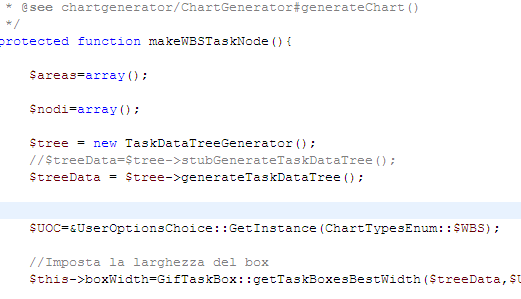 * @see chartgenerator/ChartGenerator#generateChart()
*/
protected function makeWBSTaskNode(){
$areas=array();
$nodi=array();
$tree = new TaskDataTreeGenerator();
//$treeData=$tree->stubGenerateTaskDataTree();
$treeData = $tree->generateTaskDataTree();
$UOC=&UserOptionsChoice::GetInstance(ChartTypesEnum::$WBS);
//Imposta la larghezza del box
$this->boxWidth=GifTaskBox::getTaskBoxesBestWidth($treeData,$U